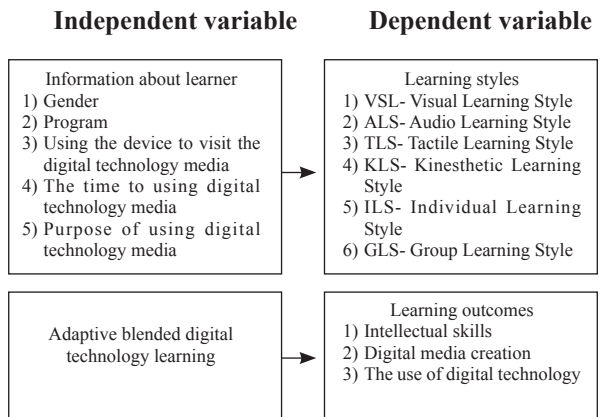 Independent variable
Dependent variable
Information about learner
1) Gender
2) Program
3) Using the device to visit the
digital technology media
4) The time to using digital
technology media
5) Purpose of using digital
technology media
Learning styles
1) VSL- Visual Learning Style
2) ALS- Audio Learning Style
3) TLS- Tactile Learning Style
4) KLS- Kinesthetic Learning
Style
5) ILS- Individual Learning
Style
6) GLS- Group Learning Style
Adaptive blended digital
technology learning
Learning outcomes
1) Intellectual skills
2) Digital media creation
3) The use of digital technology